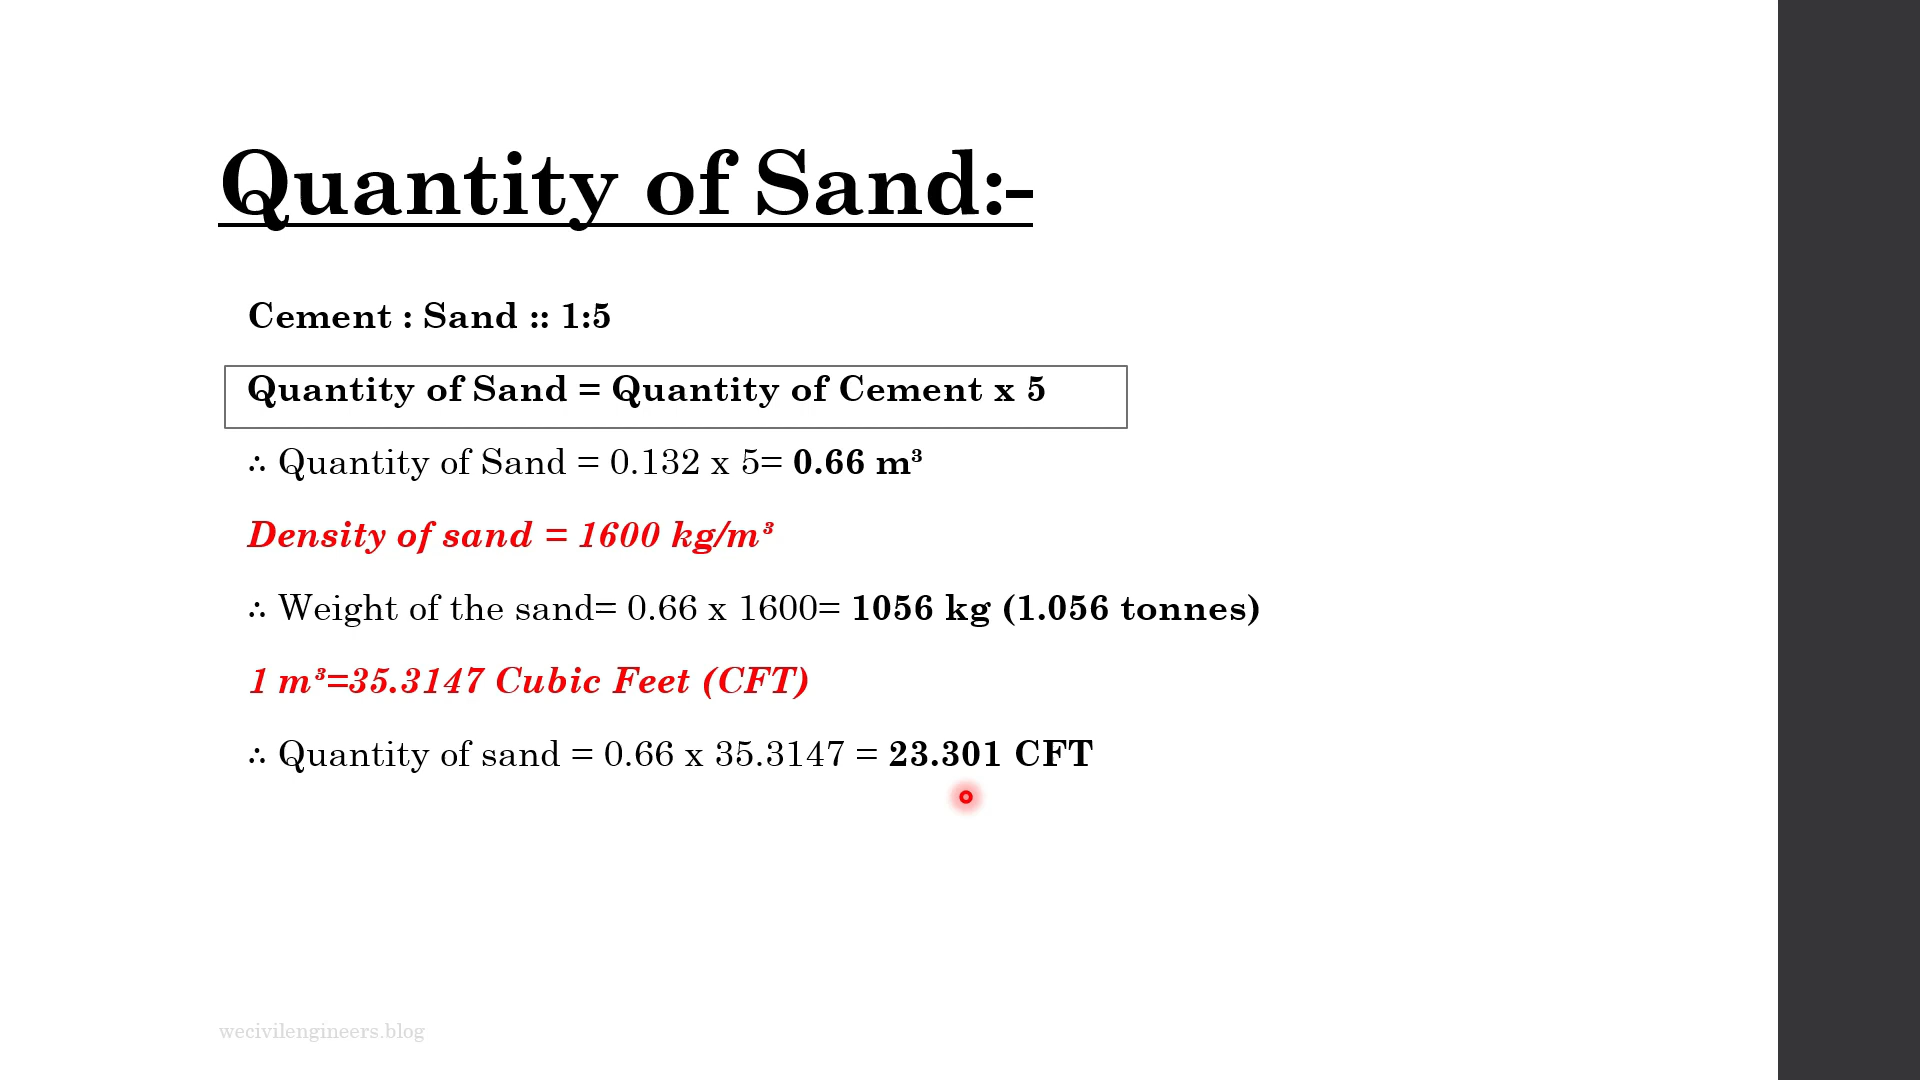 Quantity of Sand:-
Cement : Sand :: 1:5
Quantity of Sand = Quantity of Cement x 5
∴ Quantity of Sand = 0.132 x 5= 0.66 m³
Density of sand = 1600 kg/m³
∴ Weight of the sand= 0.66 x 1600= 1056 kg (1.056 tonnes)
1 m³=35.3147 Cubic Feet (CFT)
∴ Quantity of sand = 0.66 x 35.3147 = 23.301 CFT
wecivilengineers.blog